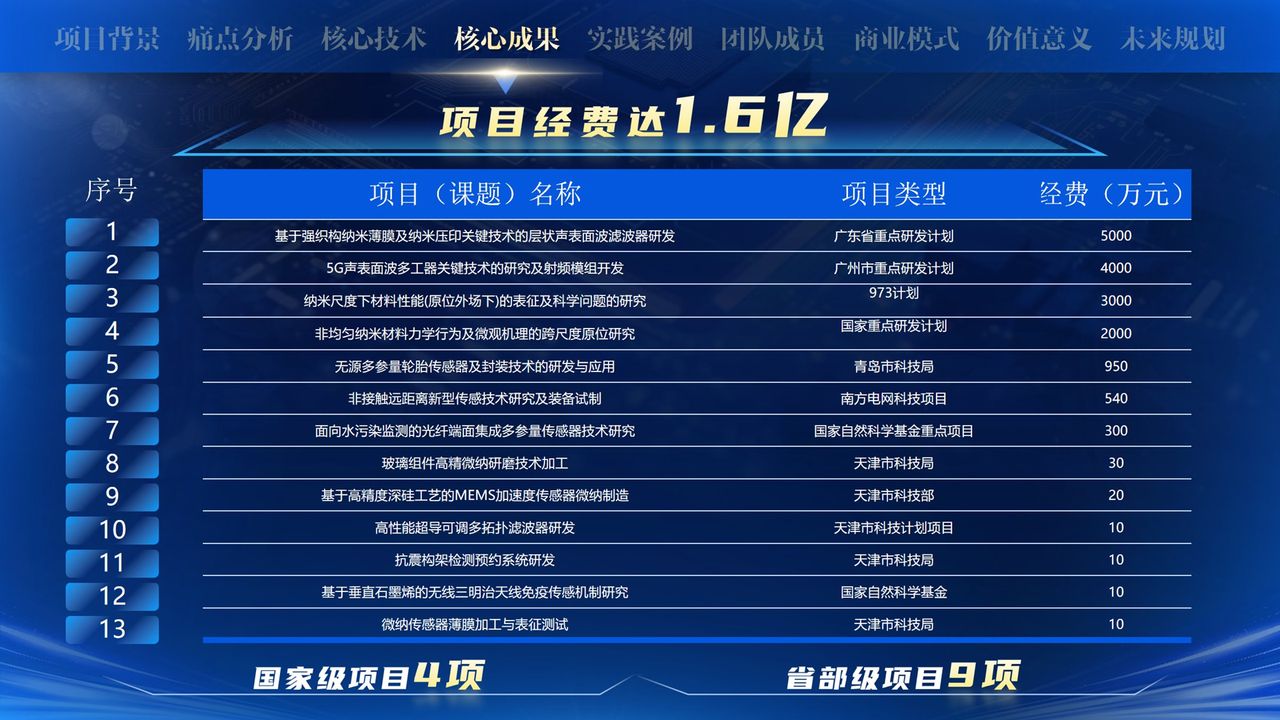 项目背景 痛点分析 核心技术 核心成果 实践案例 团队成员 商业模式 价值意义 未来规划
项目经费达1.6亿
序号 项目（课题）名称 项目类型 经费（万元）
1 基于强织构纳米薄膜及纳米压印关键技术的层状声表面波滤波器研发 广东省重点研发计划 5000
2 5G声表面波多工器关键技术的研究及射频模组开发 广州市重点研发计划 4000
3 纳米尺度下材料性能(原位外场下)的表征及科学问题的研究 973计划 3000
4 非均匀纳米材料力学行为及微观机理的跨尺度原位研究 国家重点研发计划 2000
5 无源多参量轮胎传感器及封装技术的研发与应用 青岛市科技局 950
6 非接触远距离新型传感技术研究及装备试制 南方电网科技项目 540
7 面向水污染监测的光纤端面集成多参量传感器技术研究 国家自然科学基金重点项目 300
8 玻璃组件高精微纳研磨技术加工 天津市科技局 30
9 基于高精度深硅工艺的MEMS加速度传感器微纳制造 天津市科技部 20
10 高性能超导可调多拓扑滤波器研发 天津市科技计划项目 10
11 抗震构架检测预约系统研发 天津市科技局 10
12 基于垂直石墨烯的无线三明治天线免疫传感机制研究 国家自然科学基金 10
13 微纳传感器薄膜加工与表征测试 天津市科技局 10
国家级项目4项 省部级项目9项